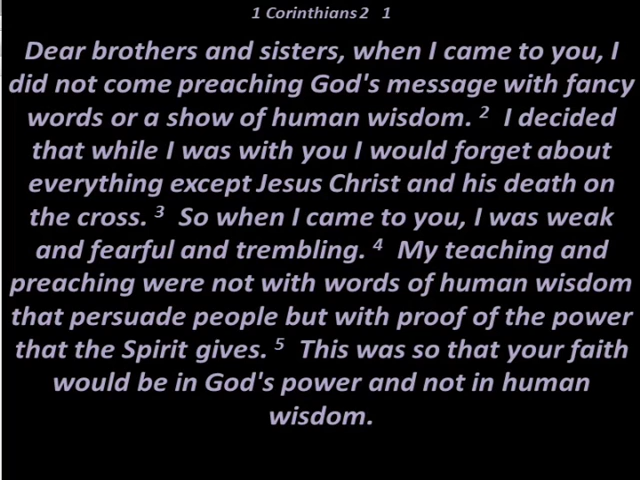 1 Corinthians 2 1
Dear brothers and sisters, when I came to you, I
did not come preaching God's message with fancy
words or a show of human wisdom. 2 I decided
that while I was with you I would forget about
everything except Jesus Christ and his death on
the cross. 3 So when I came to you, I was weak
and fearful and trembling. 4 My teaching and
preaching were not with words of human wisdom
that persuade people but with proof of the power
that the Spirit gives. 5 This was so that your faith
would be in God's power and not in human
wisdom.